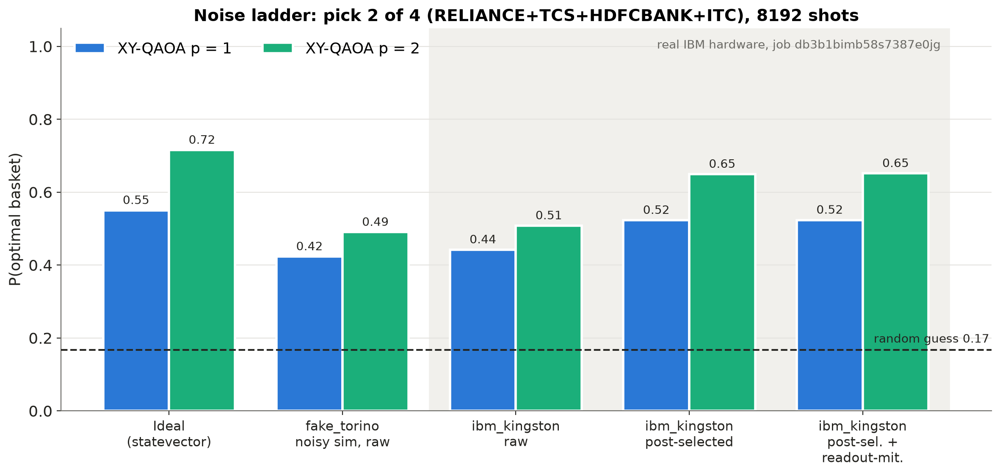 Noise ladder: pick 2 of 4 (RELIANCE+TCS+HDFCBANK+ITC), 8192 shots
XY-QAOA p = 1
XY-QAOA p = 2
real IBM hardware, job db3b1bimb58s7387e0jg
P(optimal basket)
1.0
0.8
0.6
0.4
0.2
0.0
0.55
0.72
0.42
0.49
0.44
0.51
0.52
0.65
0.52
0.65
random guess 0.17
Ideal
(statevector)
fake_torino
noisy sim, raw
ibm_kingston
raw
ibm_kingston
post-selected
ibm_kingston
post-sel. +
readout-mit.